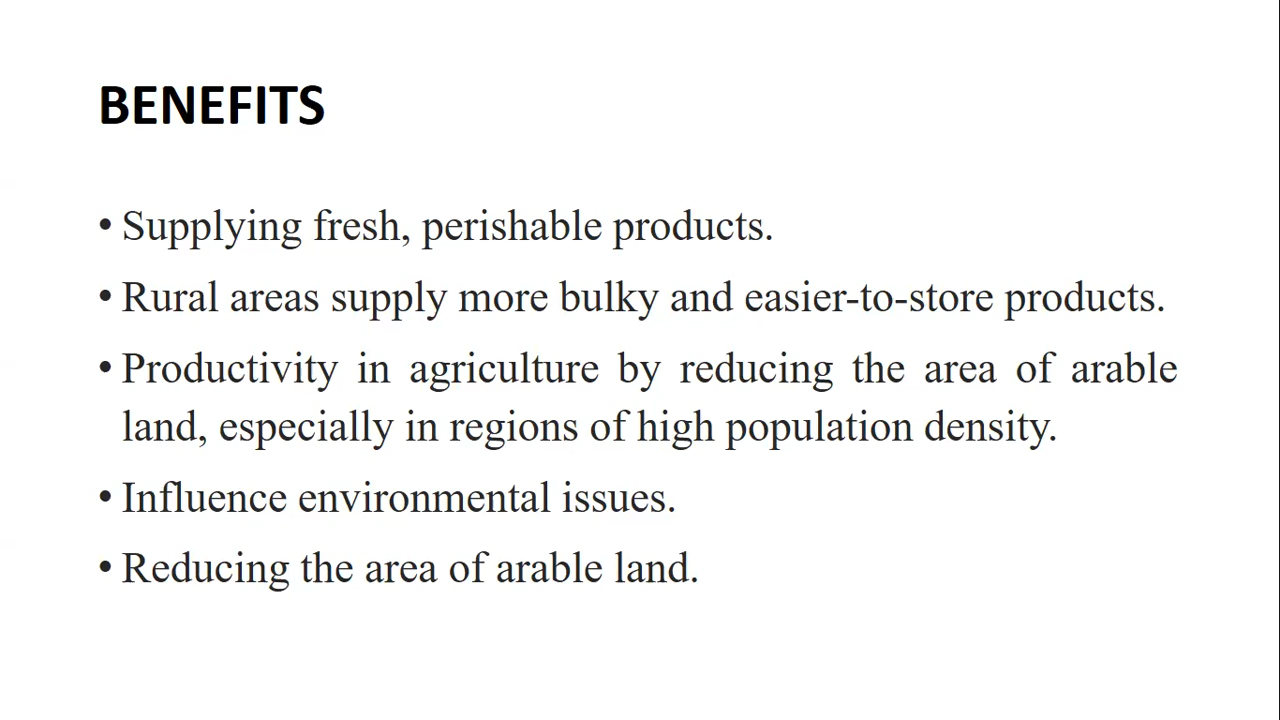 BENEFITS
• Supplying fresh, perishable products.
• Rural areas supply more bulky and easier-to-store products.
• Productivity in agriculture by reducing the area of arable
land, especially in regions of high population density.
• Influence environmental issues.
• Reducing the area of arable land.